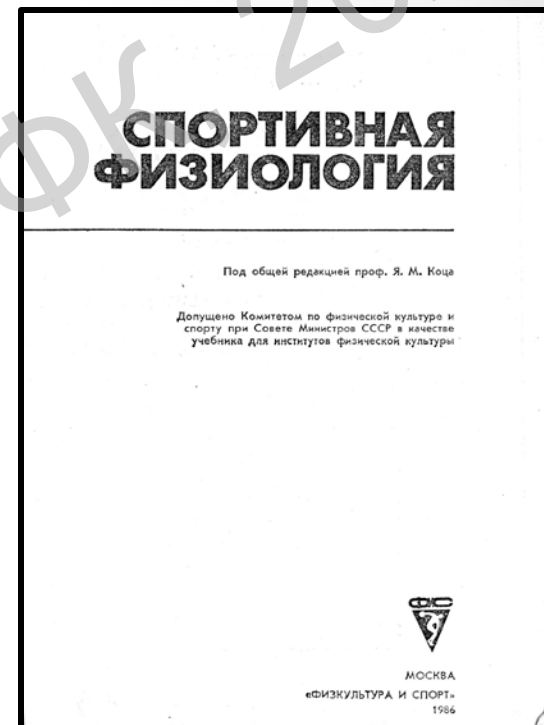 СПОРТИВНАЯ
ФИЗИОЛОГИЯ
Под общей редакцией проф. Я. М. Коца
Допущено Комитетом по физической культуре и
спорту при Совете Министров СССР в качестве
учебника для институтов физической культуры
ФС
МОСКВА
«ФИЗКУЛЬТУРА И СПОРТ»
1986